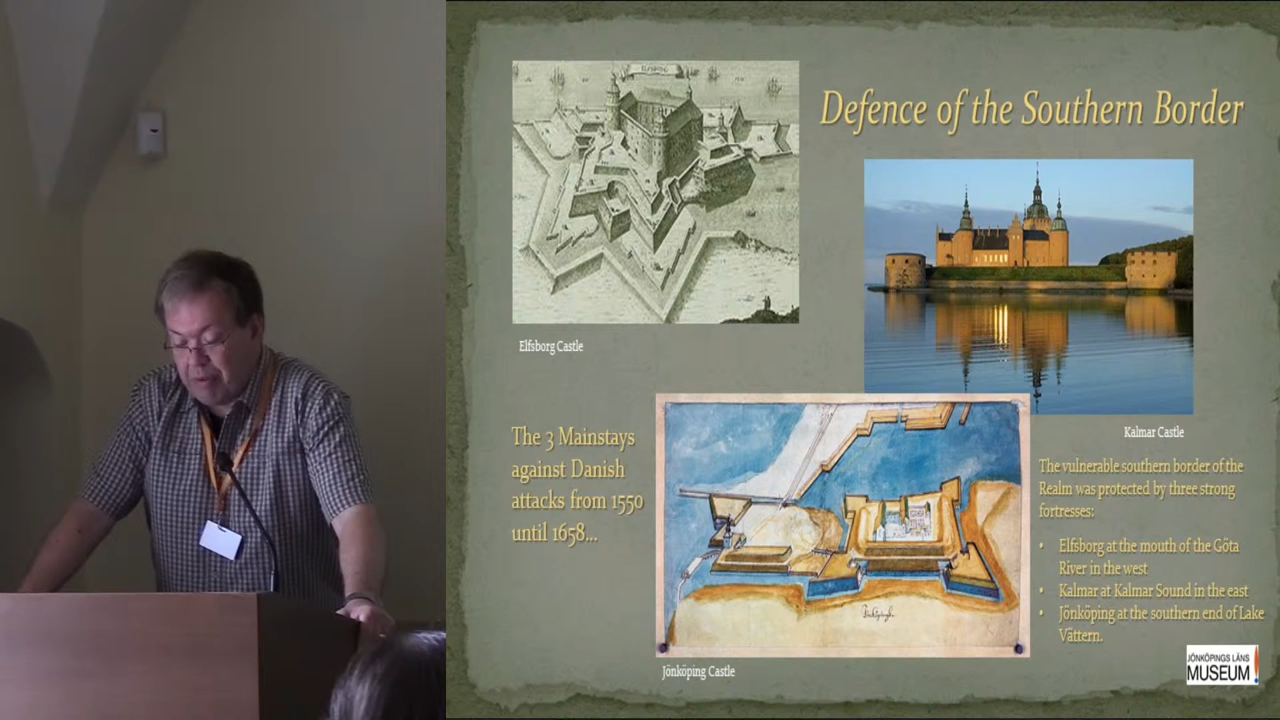 Defence of the Southern Border
Elfsborg Castle
Kalmar Castle
The 3 Mainstays
against Danish
attacks from 1550
until 1658...
The vulnerable southern border of the
Realm was protected by three strong
fortresses:
• Elfsborg at the mouth of the Göta
River in the west
• Kalmar at Kalmar Sound in the east
• Jönköping at the southern end of Lake
Vättern.
Jönköping Castle
JÖNKÖPINGS LÄNS
MUSEUM